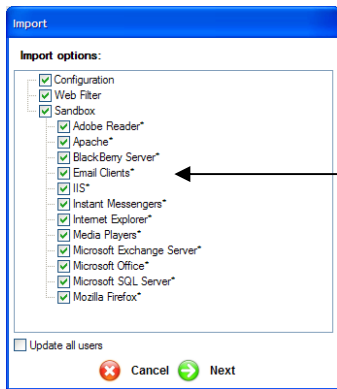 Import
Import options:
Configuration
Web Filter
Sandbox
Adobe Reader*
Apache*
BlackBerry Server*
Email Clients*
IIS*
Instant Messengers*
Internet Explorer*
Media Players*
Microsoft Exchange Server*
Microsoft Office*
Microsoft SQL Server*
Mozilla Firefox*
Update all users
Cancel Next